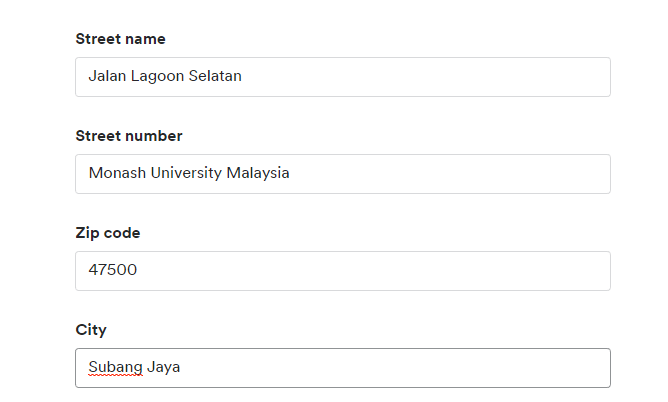 Street name
Jalan Lagoon Selatan
Street number
Monash University Malaysia
Zip code
47500
City
Subang Jaya